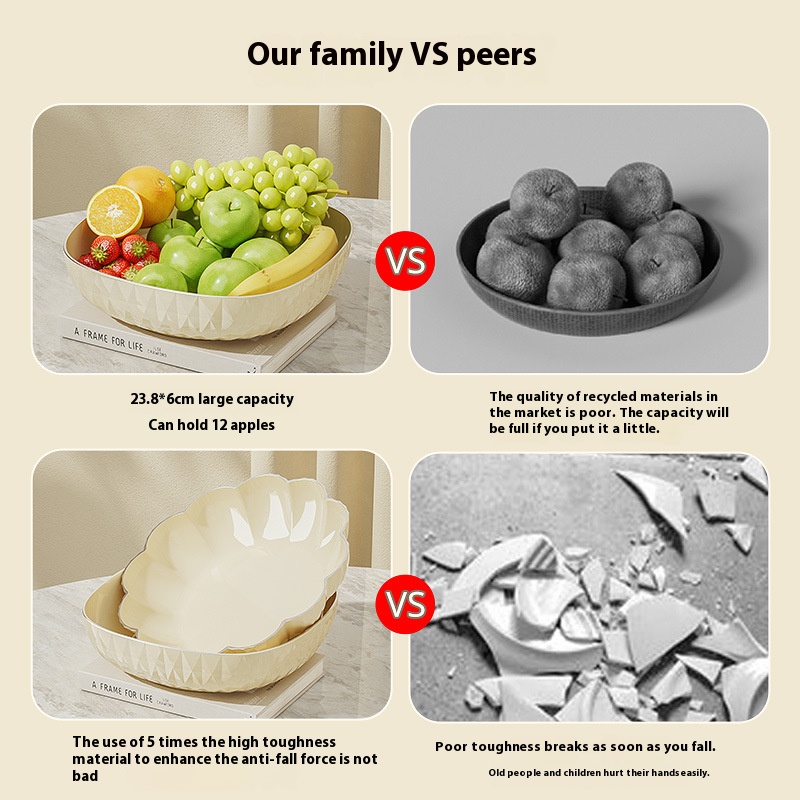 Our family VS peers
A FRAME FOR LIFE
VS
23.8*6cm large capacity
Can hold 12 apples
The quality of recycled materials in
the market is poor. The capacity will
be full if you put it a little.
A FRAME FOR LIFE
VS
The use of 5 times the high toughness
material to enhance the anti-fall force is not
bad
Poor toughness breaks as soon as you fall.
Old people and children hurt their hands easily.